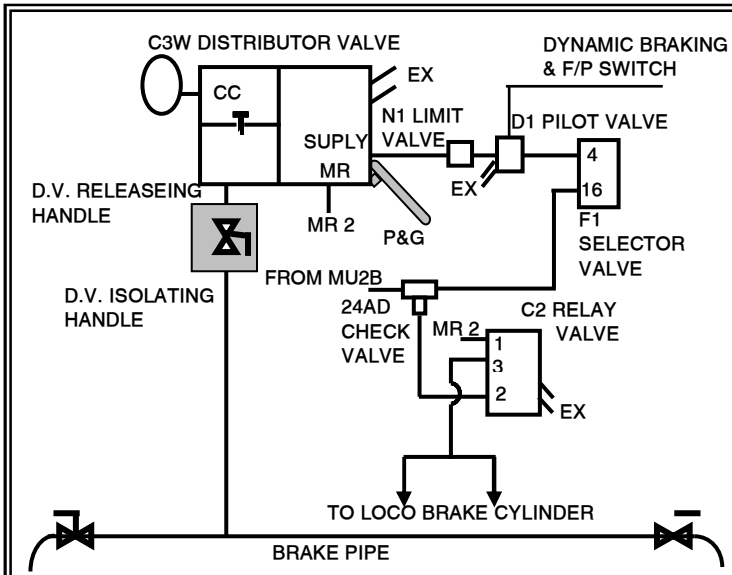 C3W DISTRIBUTOR VALVE
DYNAMIC BRAKING
& F/P SWITCH
EX
CC
N1 LIMIT
VALVE
D1 PILOT VALVE
SUPLY
MR
4
16
EX
D.V. RELEASEING
HANDLE
MR 2
P&G
F1
SELECTOR
VALVE
FROM MU2B
D.V. ISOLATING
HANDLE
24AD
CHECK
VALVE
C2 RELAY
VALVE
MR 2
1
3
2
EX
TO LOCO BRAKE CYLINDER
BRAKE PIPE